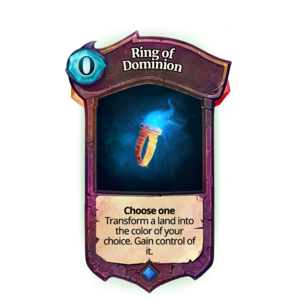 0
Ring of
Dominion
Choose one
Transform a land into
the color of your
choice. Gain control of
it.